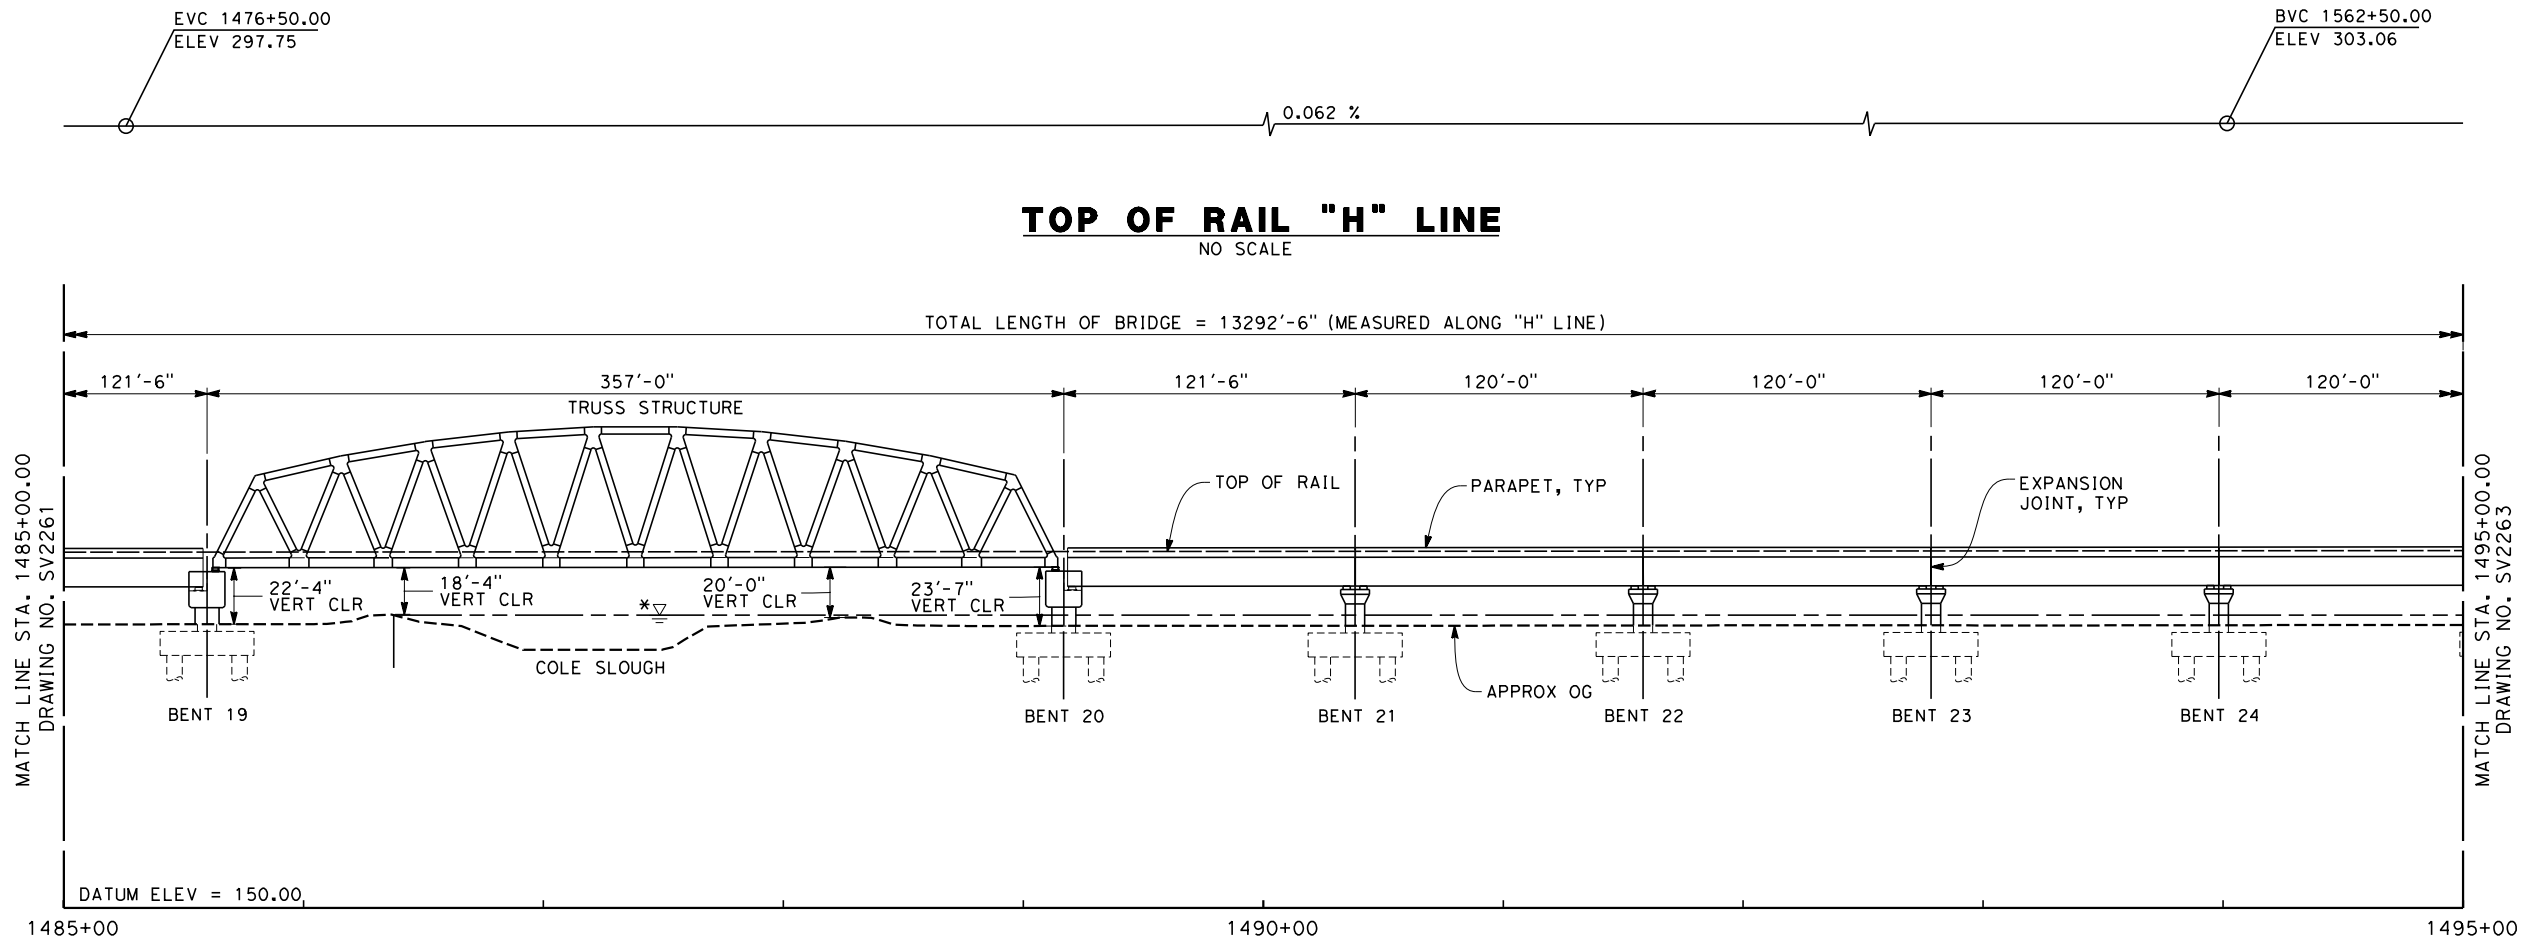 EVC 1476+50.00
ELEV 297.75
BVC 1562+50.00
ELEV 303.06
0.062 %
TOP OF RAIL "H" LINE
NO SCALE
TOTAL LENGTH OF BRIDGE = 13292'-6" (MEASURED ALONG "H" LINE)
121'-6"
357'-0"
121'-6"
120'-0"
120'-0"
120'-0"
120'-0"
TRUSS STRUCTURE
TOP OF RAIL
PARAPET, TYP
EXPANSION
JOINT, TYP
MATCH LINE STA. 1485+00.00
DRAWING NO. SV2261
MATCH LINE STA. 1495+00.00
DRAWING NO. SV2263
22'-4"
VERT CLR
18'-4"
VERT CLR
*
20'-0"
VERT CLR
23'-7"
VERT CLR
COLE SLOUGH
APPROX OG
BENT 19
BENT 20
BENT 21
BENT 22
BENT 23
BENT 24
DATUM ELEV = 150.00
1485+00
1490+00
1495+00